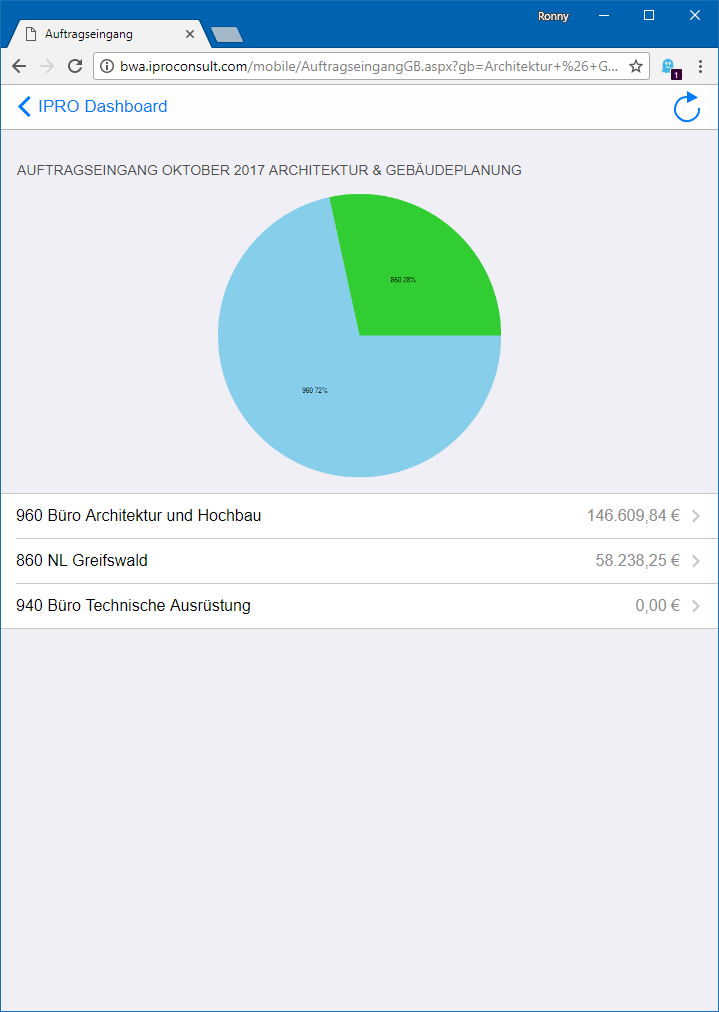 Ronny
Auftragseingang
bwa.iproconsult.com/mobile/AuftragseingangGB.aspx?gb=Architektur+%26+G...
1
IPRO Dashboard
AUFTRAGSEINGANG OKTOBER 2017 ARCHITEKTUR & GEBÄUDEPLANUNG
860 28%
960 72%
960 Büro Architektur und Hochbau 146.609,84 €
860 NL Greifswald 58.238,25 €
940 Büro Technische Ausrüstung 0,00 €